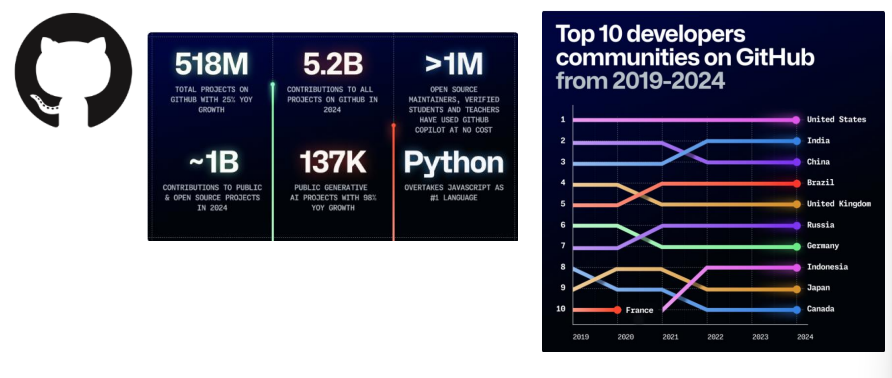 518M
TOTAL PROJECTS ON
GITHUB WITH 25% YOY
GROWTH
5.2B
CONTRIBUTIONS TO ALL
PROJECTS ON GITHUB IN
2024
>1M
OPEN SOURCE
MAINTAINERS, VERIFIED
STUDENTS AND TEACHERS
HAVE USED GITHUB
COPILOT AT NO COST
~1B
CONTRIBUTIONS TO PUBLIC
& OPEN SOURCE PROJECTS
IN 2024
137K
PUBLIC GENERATIVE
AI PROJECTS WITH 98%
YOY GROWTH
Python
OVERTAKES JAVASCRIPT AS
#1 LANGUAGE
Top 10 developers
communities on GitHub
from 2019-2024
1 United States
2 India
3 China
4 Brazil
5 United Kingdom
6 Russia
7 Germany
8 Indonesia
9 Japan
10 France Canada
2019 2020 2021 2022 2023 2024